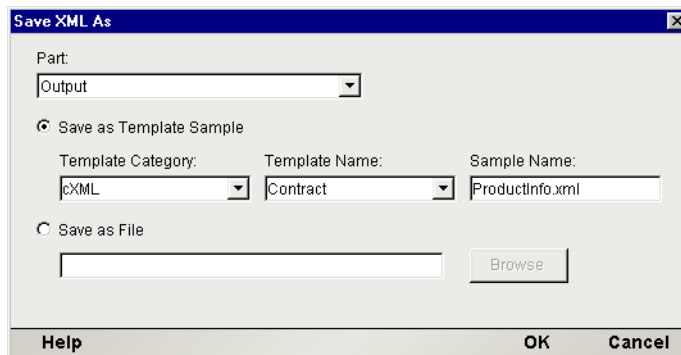 Save XML As
Part:
Output
Save as Template Sample
Template Category: Template Name: Sample Name:
cXML Contract ProductInfo.xml
Save as File
Browse
Help OK Cancel